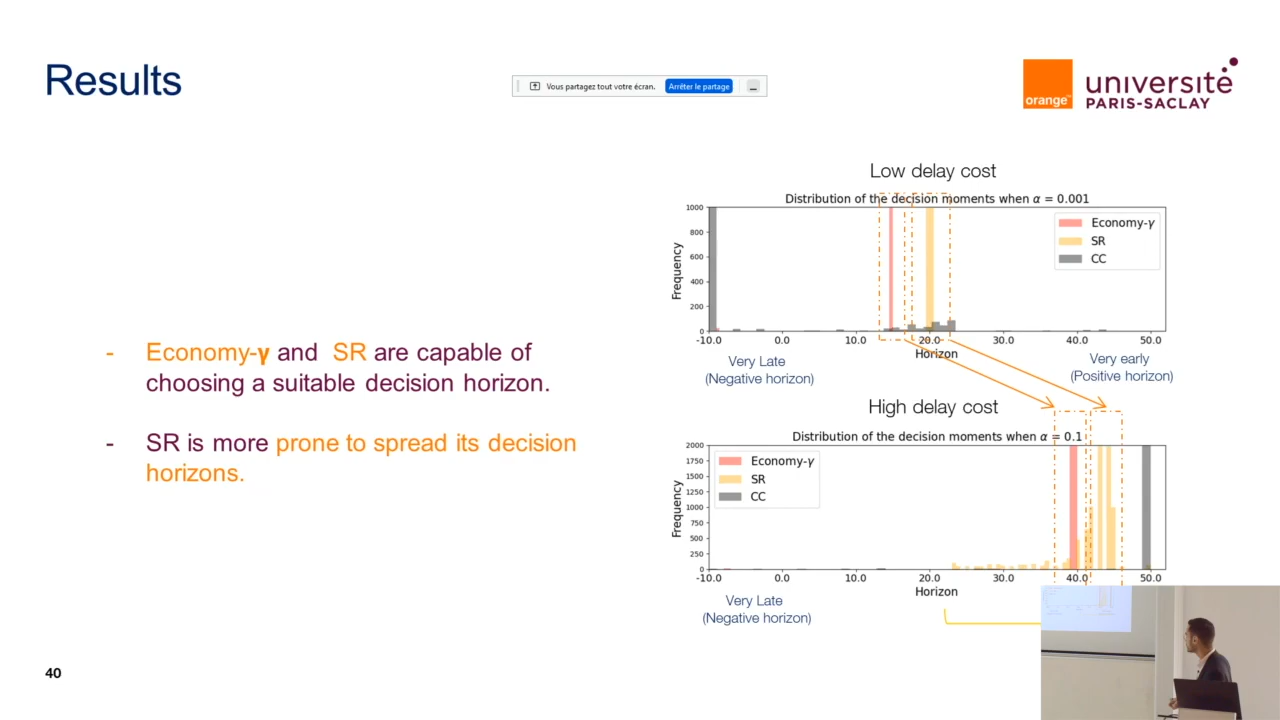 Results
Vous partagez tout votre écran. Arrêter le partage
orange™
université
PARIS-SACLAY
- Economy-γ and SR are capable of
choosing a suitable decision horizon.
- SR is more prone to spread its decision
horizons.
Low delay cost
Distribution of the decision moments when α = 0.001
Frequency
1000
800
600
400
200
0
Economy-γ
SR
CC
-10.0 0.0 10.0 20.0 30.0 40.0 50.0
Horizon
Very Late
(Negative horizon)
Very early
(Positive horizon)
High delay cost
Distribution of the decision moments when α = 0.1
Frequency
2000
1750
1500
1250
1000
750
500
250
0
Economy-γ
SR
CC
-10.0 0.0 10.0 20.0 30.0 40.0 50.0
Horizon
Very Late
(Negative horizon)
40